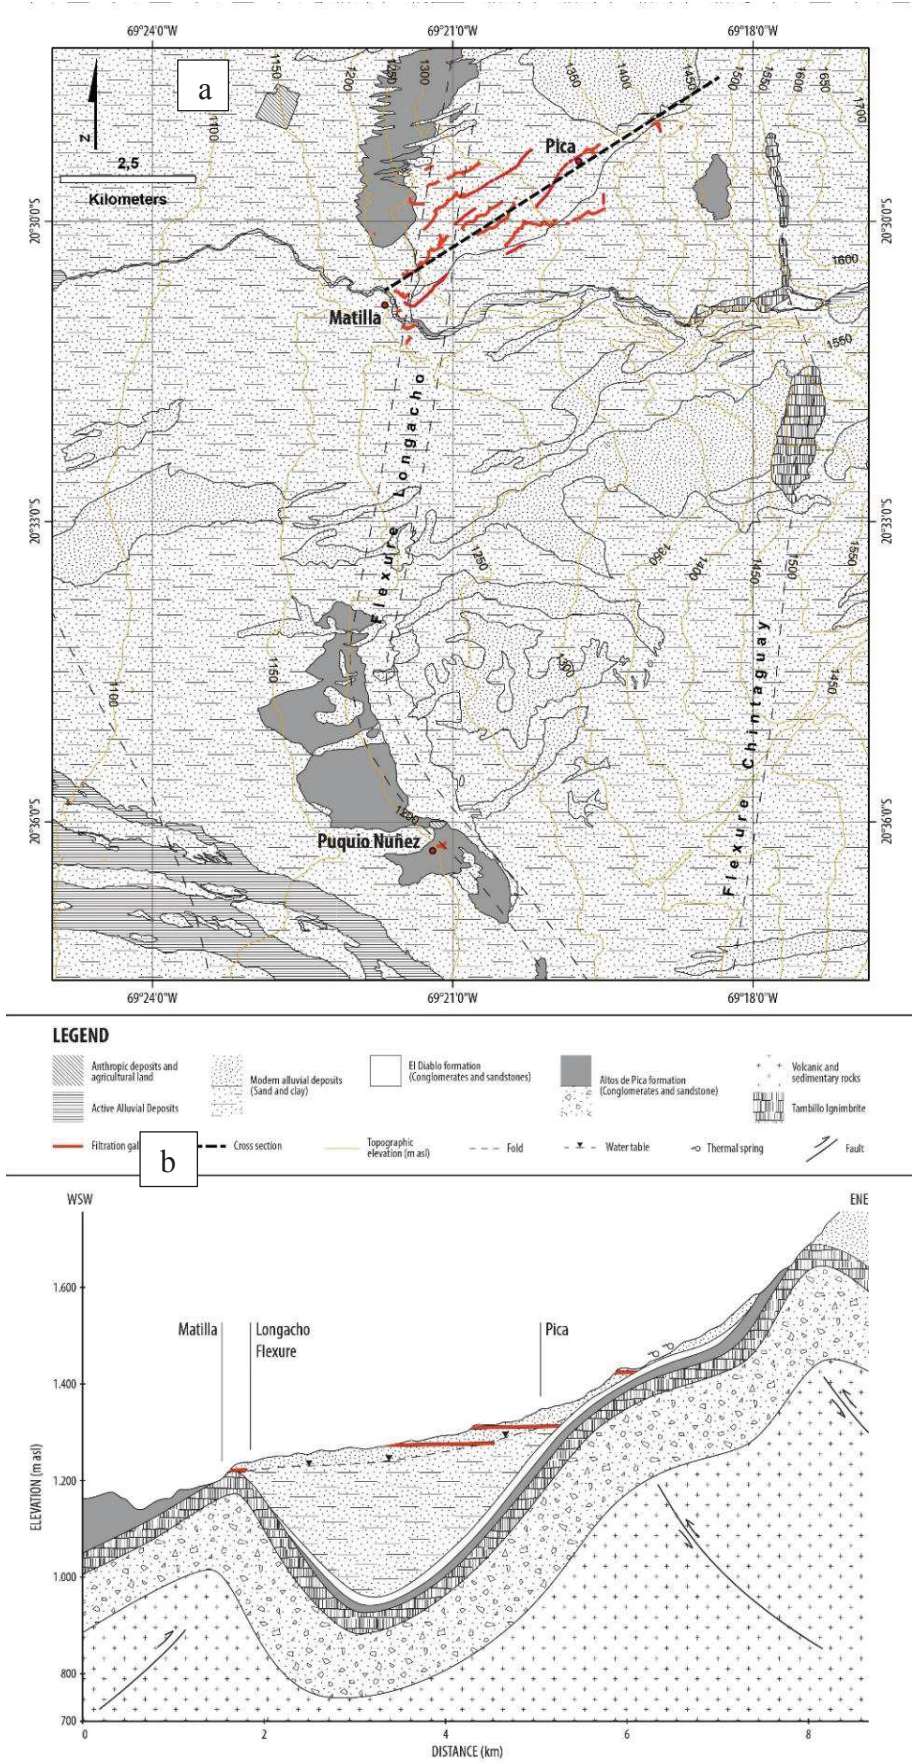 69°24'0"W
69°21'0"W
69°18'0"W
a
N
2,5
Kilometers
1100
1150
1200
1250
1300
1350
1400
1450
1500
1550
1600
1650
1700
Pica
20°30'0"S
20°30'0"S
1600
Matilla
1550
Flexure Longacho
20°33'0"S
20°33'0"S
1250
1350
1400
1450
1500
1550
1300
1150
1100
1450
Flexure Chintaguay
1200
20°36'0"S
20°36'0"S
Puquio Nuñez
69°24'0"W
69°21'0"W
69°18'0"W
LEGEND
Anthropic deposits and
agricultural land
Active Alluvial Deposits
Modern alluvial deposits
(Sand and clay)
El Diablo formation
(Conglomerates and sandstones)
Altos de Pica formation
(Conglomerates and sandstone)
Volcanic and
sedimentary rocks
Tambillo Ignimbrite
Filtration gal
Cross section
Topographic
elevation (m asl)
Fold
Water table
Thermal spring
Fault
b
WSW
ENE
1.600
Matilla
Longacho
Flexure
Pica
1.400
ELEVATION (m asl)
1.200
1.000
800
700
0
2
4
6
8
DISTANCE (km)